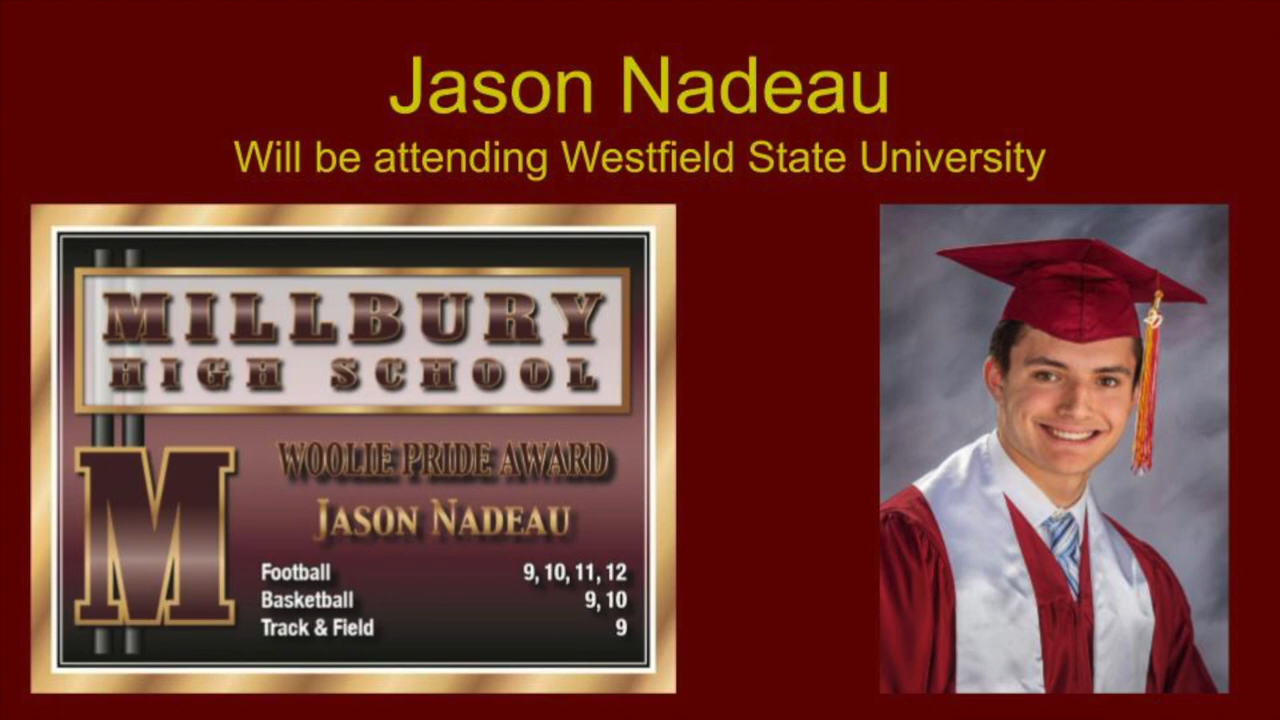 Jason Nadeau
Will be attending Westfield State University
MILLBURY
HIGH SCHOOL
M
WOOLIE PRIDE AWARD
JASON NADEAU
Football 9, 10, 11, 12
Basketball 9, 10
Track & Field 9